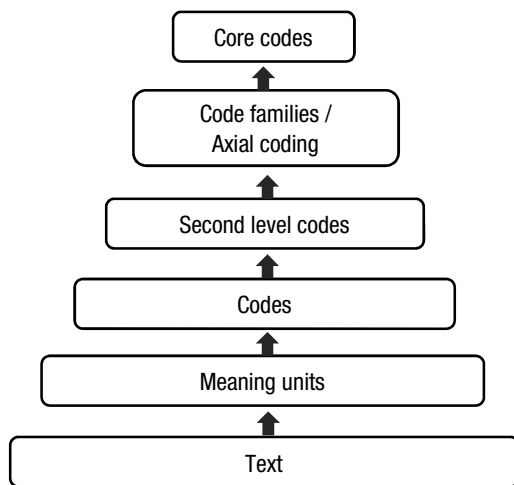 Core codes
Code families /
Axial coding
Second level codes
Codes
Meaning units
Text